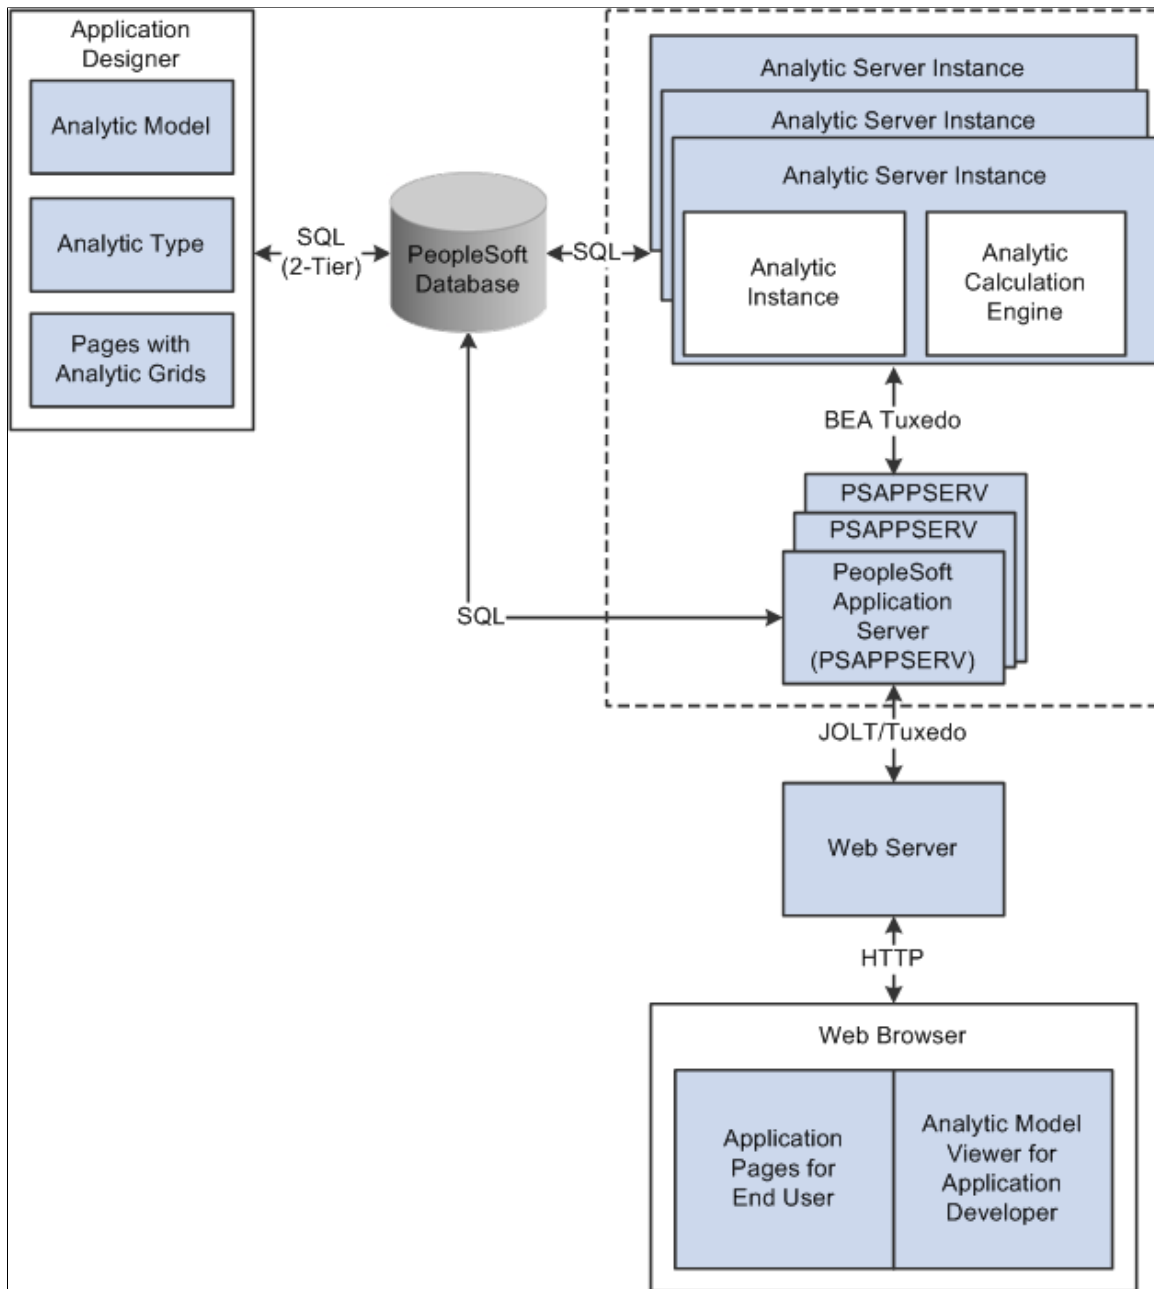 Application
Designer
Analytic Model
Analytic Type
Pages with
Analytic Grids
SQL
(2-Tier)
PeopleSoft
Database
SQL
Analytic Server Instance
Analytic Server Instance
Analytic Server Instance
Analytic
Instance
Analytic
Calculation
Engine
BEA Tuxedo
PSAPPSERV
PSAPPSERV
PeopleSoft
Application
Server
(PSAPPSERV)
SQL
JOLT/Tuxedo
Web Server
HTTP
Web Browser
Application
Pages for
End User
Analytic Model
Viewer for
Application
Developer